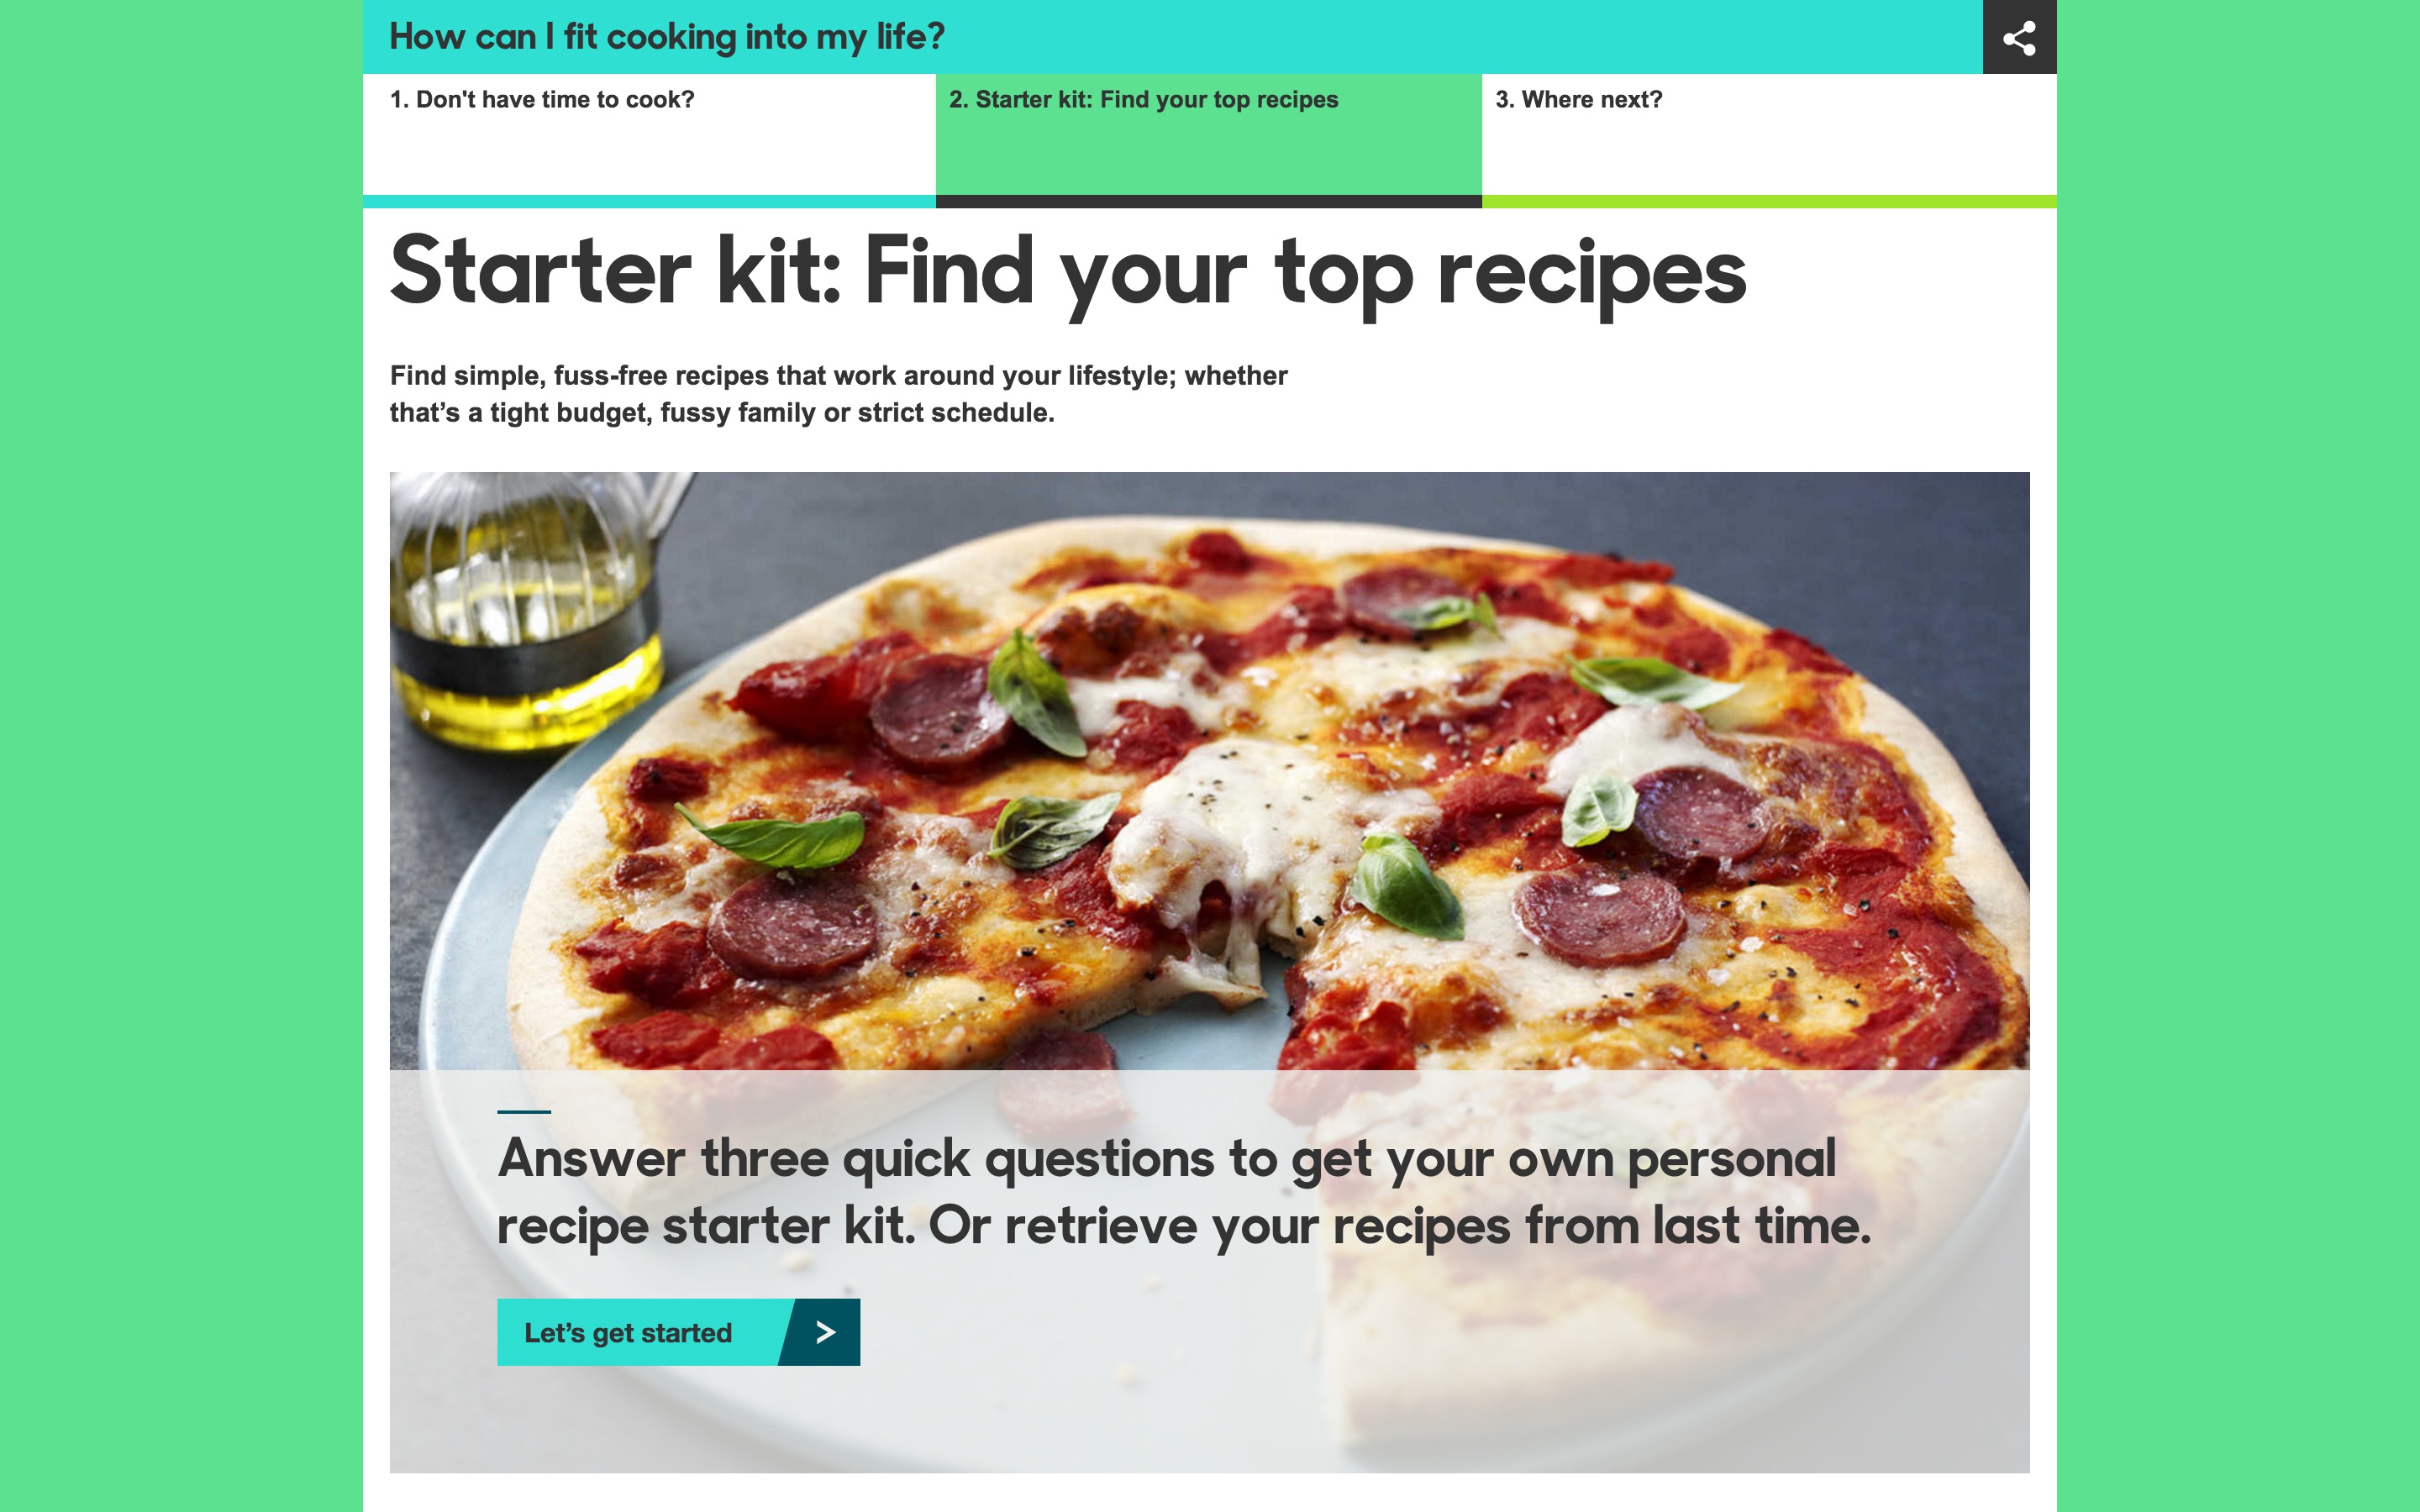 How can I fit cooking into my life?
1. Don't have time to cook?
2. Starter kit: Find your top recipes
3. Where next?
Starter kit: Find your top recipes
Find simple, fuss-free recipes that work around your lifestyle; whether
that’s a tight budget, fussy family or strict schedule.
Answer three quick questions to get your own personal
recipe starter kit. Or retrieve your recipes from last time.
Let’s get started